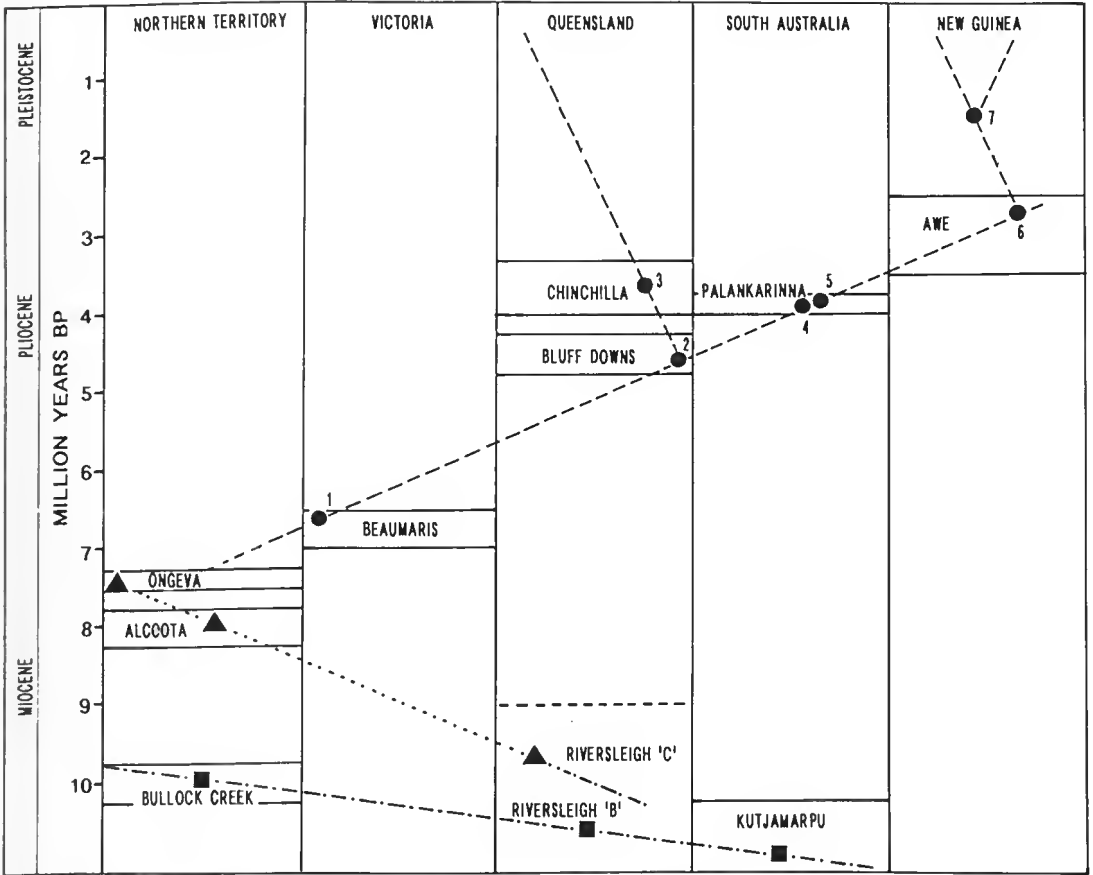 NORTHERN TERRITORY
VICTORIA
QUEENSLAND
SOUTH AUSTRALIA
NEW GUINEA
PLEISTOCENE
PLIOCENE
MIOCENE
MILLION YEARS BP
1
2
3
4
5
6
7
8
9
10
7
AWE
6
3
CHINCHILLA
PALANKARINNA
5
4
2
BLUFF DOWNS
1
BEAUMARIS
ONGEVA
ALCOOTA
RIVERSLEIGH 'C'
BULLOCK CREEK
RIVERSLEIGH 'B'
KUTJAMARPU